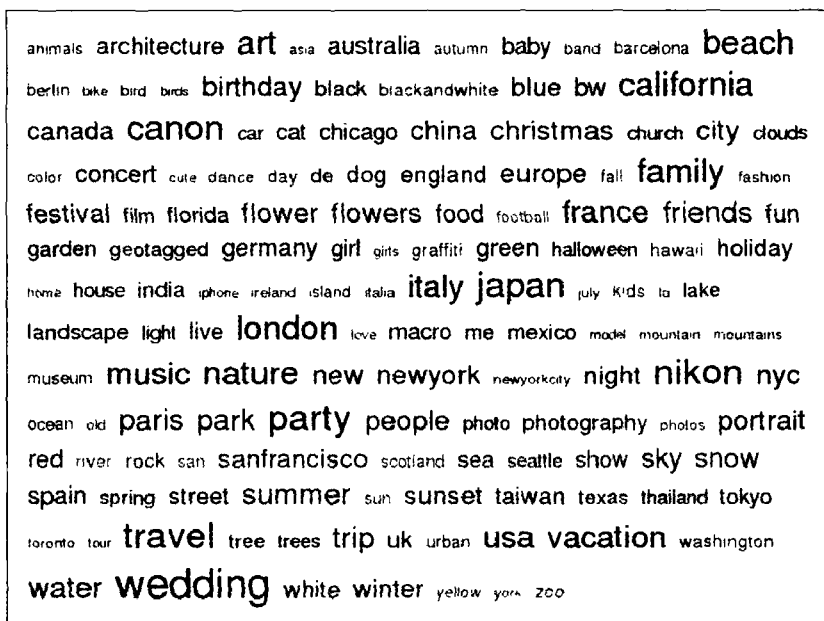 animals architecture art asia australia autumn baby band barcelona beach
berlin bike bird birds birthday black blackandwhite blue bw california
canada canon car cat chicago china christmas church city clouds
color concert cute dance day de dog england europe fall family fashion
festival film florida flower flowers food football france friends fun
garden geotagged germany girl girls graffiti green halloween hawaii holiday
home house india iphone ireland island italia italy japan july kids la lake
landscape light live london love macro me mexico model mountain mountains
museum music nature new newyork newyorkcity night nikon nyc
ocean old paris park party people photo photography photos portrait
red river rock san sanfrancisco scotland sea seattle show sky snow
spain spring street summer sun sunset taiwan texas thailand tokyo
toronto tour travel tree trees trip uk urban usa vacation washington
water wedding white winter yellow york zoo